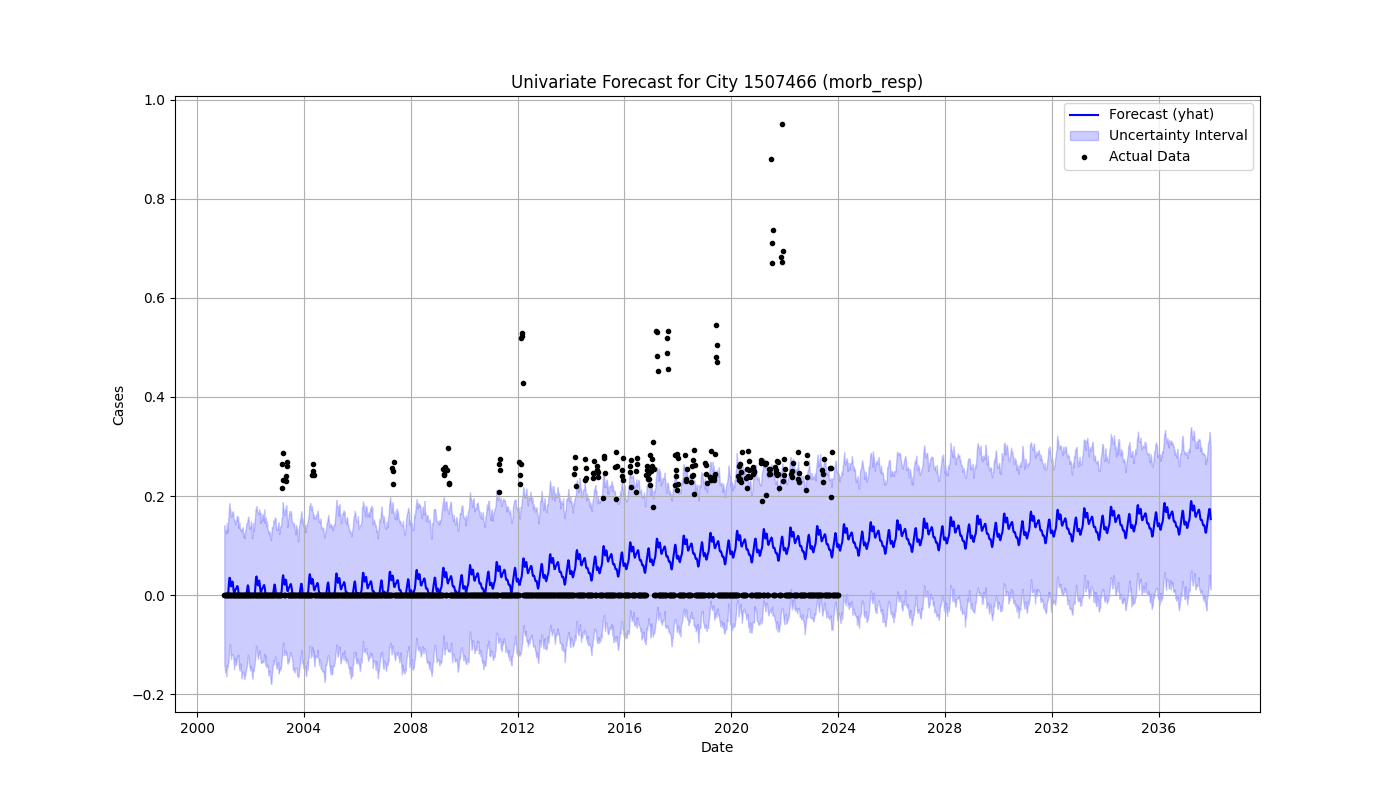 Univariate Forecast for City 1507466 (morb_resp)
Forecast (yhat)
Uncertainty Interval
Actual Data
Cases
1.0
0.8
0.6
0.4
0.2
0.0
−0.2
2000 2004 2008 2012 2016 2020 2024 2028 2032 2036
Date